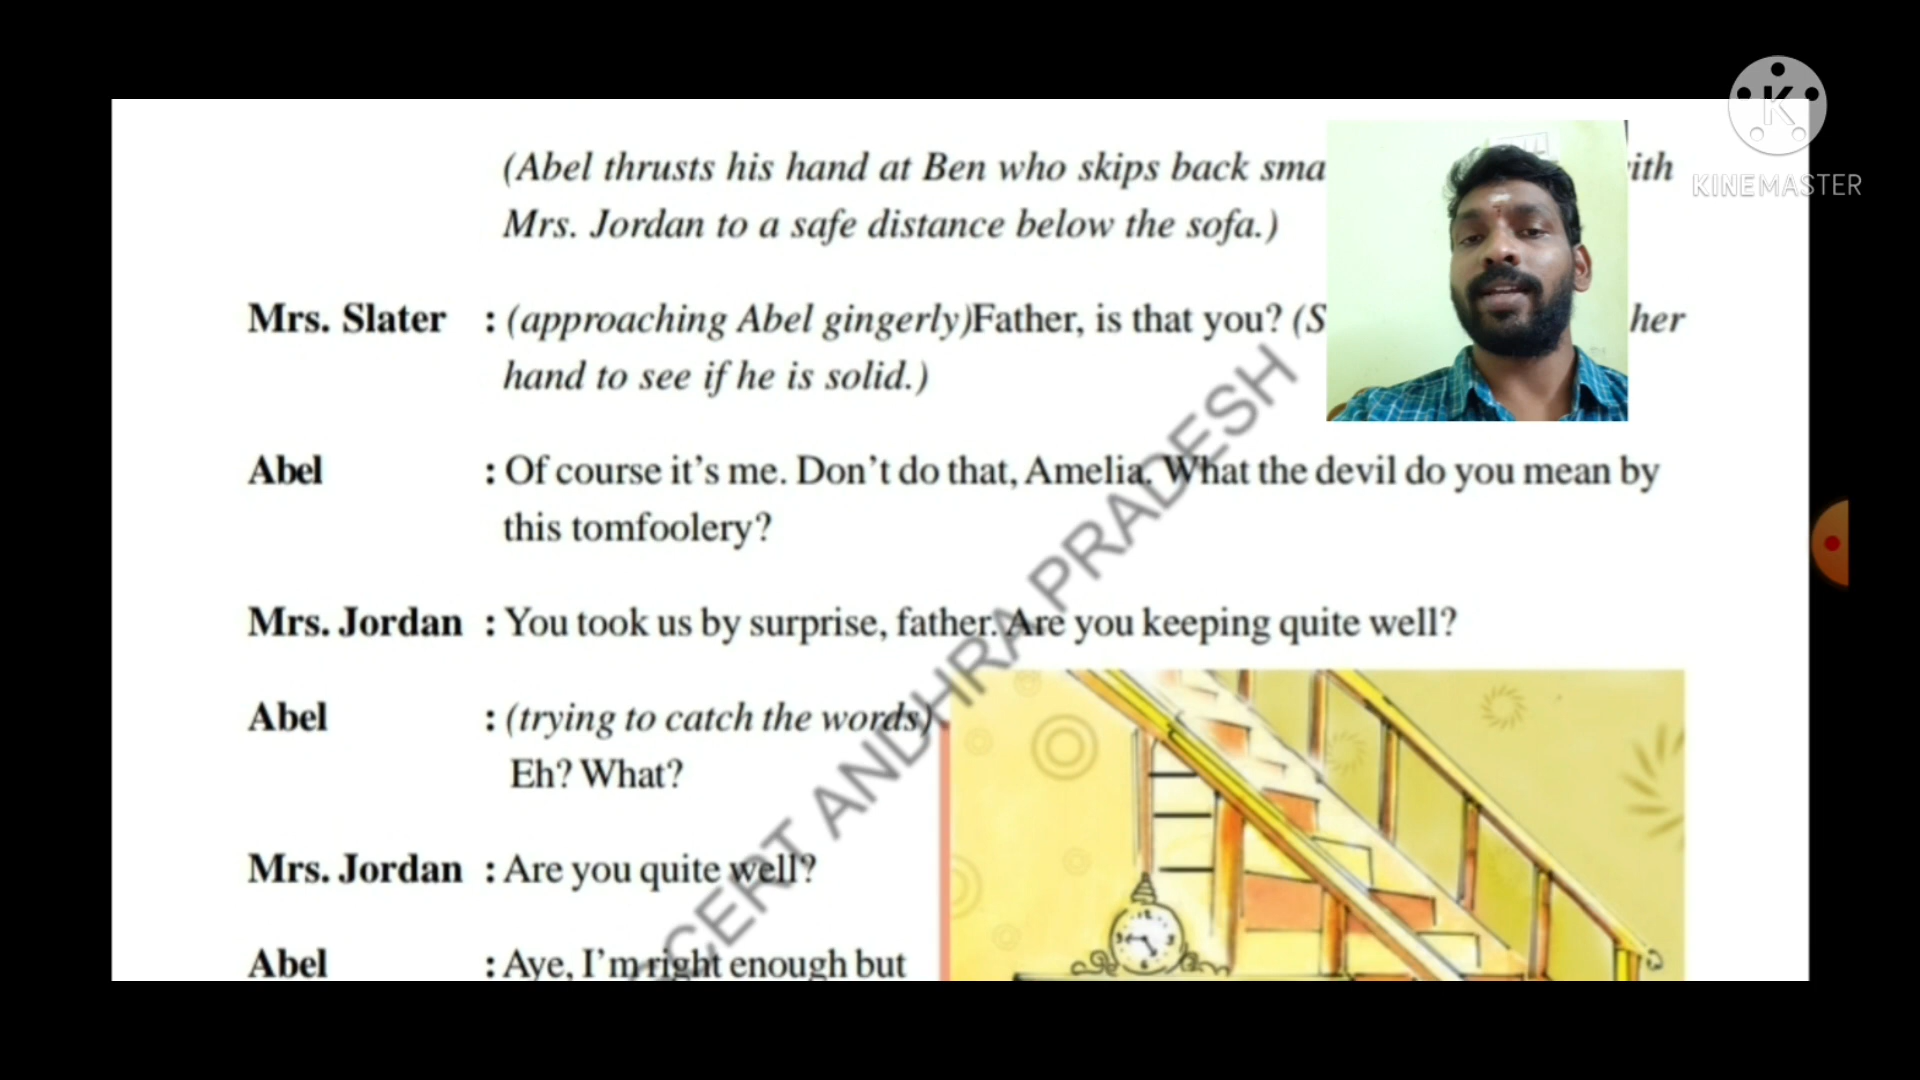 (Abel thrusts his hand at Ben who skips back sma
ith
Mrs. Jordan to a safe distance below the sofa.)
Mrs. Slater : (approaching Abel gingerly)Father, is that you? (S
her
hand to see if he is solid.)
Abel : Of course it's me. Don't do that, Amelia. What the devil do you mean by
this tomfoolery?
Mrs. Jordan : You took us by surprise, father. Are you keeping quite well?
Abel : (trying to catch the words)
Eh? What?
Mrs. Jordan : Are you quite well?
Abel : Aye, I'm right enough but
CERT ANDHRA PRADESH
K
KINEMASTER